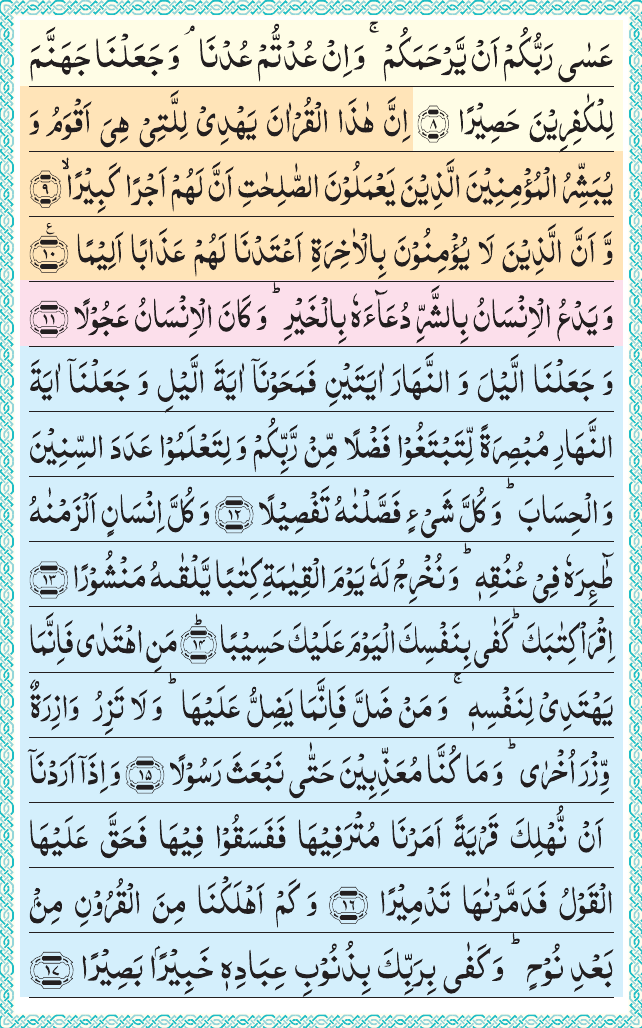 عَسٰی رَبُّكُمْ اَنْ یَّرْحَمَكُمْ ۚ وَ اِنْ عُدْتُّمْ عُدْنَا ۘ وَ جَعَلْنَا جَهَنَّمَ
لِلْكٰفِرِیْنَ حَصِیْرًا ﴿۸﴾ اِنَّ هٰذَا الْقُرْاٰنَ یَهْدِیْ لِلَّتِیْ هِیَ اَقْوَمُ وَ
یُبَشِّرُ الْمُؤْمِنِیْنَ الَّذِیْنَ یَعْمَلُوْنَ الصّٰلِحٰتِ اَنَّ لَهُمْ اَجْرًا كَبِیْرًا ۙ﴿۹﴾
وَّ اَنَّ الَّذِیْنَ لَا یُؤْمِنُوْنَ بِالْاٰخِرَةِ اَعْتَدْنَا لَهُمْ عَذَابًا اَلِیْمًا ﴿۱۰﴾ع
وَ یَدْعُ الْاِنْسَانُ بِالشَّرِّ دُعَآءَهٗ بِالْخَیْرِ ؕ وَ كَانَ الْاِنْسَانُ عَجُوْلًا ﴿۱۱﴾
وَ جَعَلْنَا الَّیْلَ وَ النَّهَارَ اٰیَتَیْنِ فَمَحَوْنَاۤ اٰیَةَ الَّیْلِ وَ جَعَلْنَاۤ اٰیَةَ
النَّهَارِ مُبْصِرَةً لِّتَبْتَغُوْا فَضْلًا مِّنْ رَّبِّكُمْ وَ لِتَعْلَمُوْا عَدَدَ السِّنِیْنَ
وَ الْحِسَابَ ؕ وَ كُلَّ شَیْءٍ فَصَّلْنٰهُ تَفْصِیْلًا ﴿۱۲﴾ وَ كُلَّ اِنْسَانٍ اَلْزَمْنٰهُ
طٰٓىِٕرَهٗ فِیْ عُنُقِهٖ ؕ وَ نُخْرِجُ لَهٗ یَوْمَ الْقِیٰمَةِ كِتٰبًا یَّلْقٰىهُ مَنْشُوْرًا ﴿۱۳﴾
اِقْرَاْ كِتٰبَكَ ؕ كَفٰی بِنَفْسِكَ الْیَوْمَ عَلَیْكَ حَسِیْبًا ﴿۱۴﴾ؕ مَنِ اهْتَدٰی فَاِنَّمَا
یَهْتَدِیْ لِنَفْسِهٖ ۚ وَ مَنْ ضَلَّ فَاِنَّمَا یَضِلُّ عَلَیْهَا ؕ وَ لَا تَزِرُ وَازِرَةٌ
وِّزْرَ اُخْرٰی ؕ وَ مَا كُنَّا مُعَذِّبِیْنَ حَتّٰی نَبْعَثَ رَسُوْلًا ﴿۱۵﴾ وَ اِذَاۤ اَرَدْنَاۤ
اَنْ نُّهْلِكَ قَرْیَةً اَمَرْنَا مُتْرَفِیْهَا فَفَسَقُوْا فِیْهَا فَحَقَّ عَلَیْهَا
الْقَوْلُ فَدَمَّرْنٰهَا تَدْمِیْرًا ﴿۱۶﴾ وَ كَمْ اَهْلَكْنَا مِنَ الْقُرُوْنِ مِنْۢ
بَعْدِ نُوْحٍ ؕ وَ كَفٰی بِرَبِّكَ بِذُنُوْبِ عِبَادِهٖ خَبِیْرًۢا بَصِیْرًا ﴿۱۷﴾